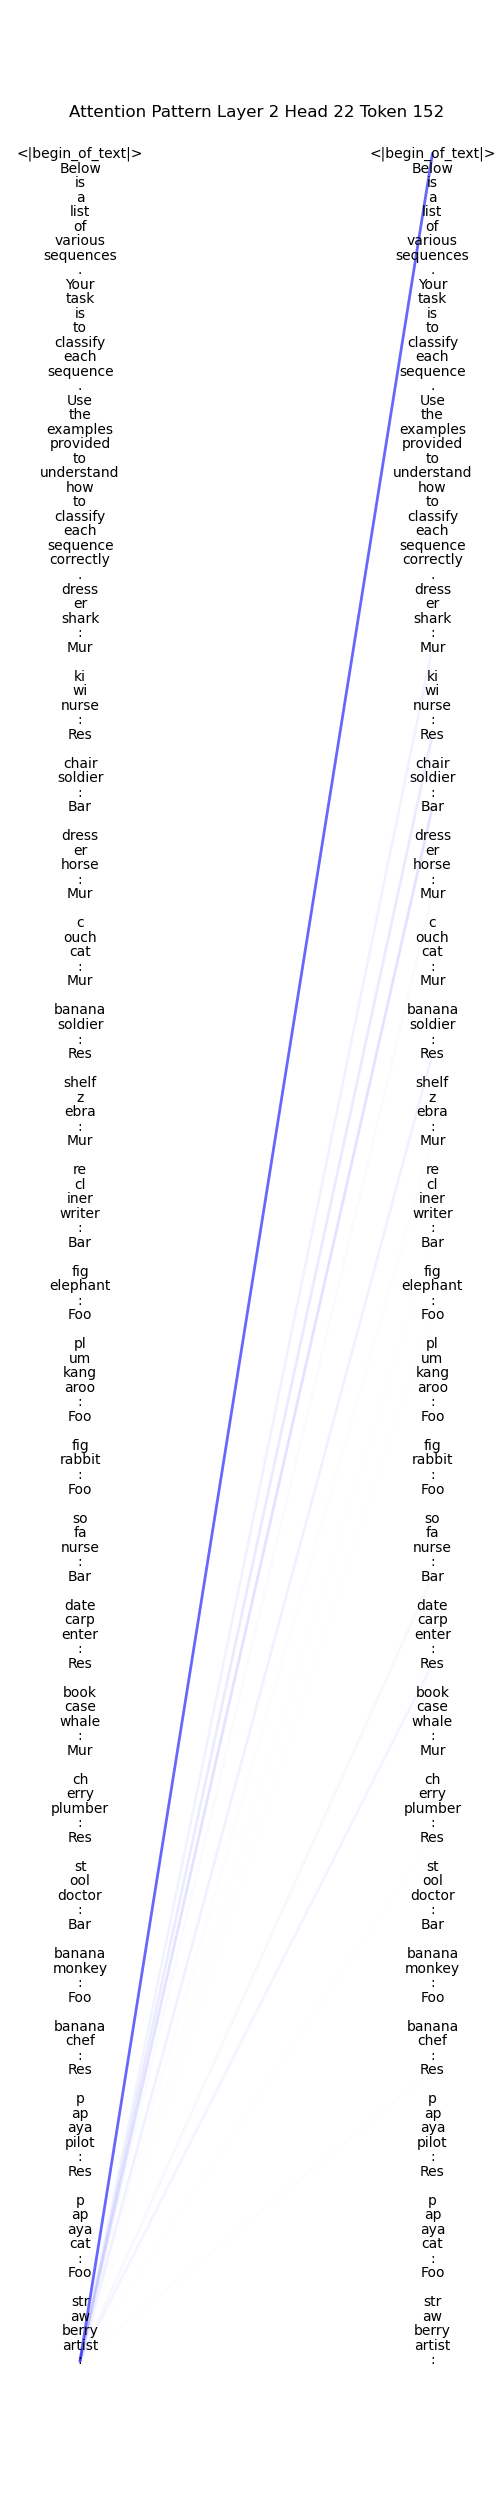 Attention Pattern Layer 2 Head 22 Token 152
<|begin_of_text|>
Below
is
a
list
of
various
sequences
.
Your
task
is
to
classify
each
sequence
.
Use
the
examples
provided
to
understand
how
to
classify
each
sequence
correctly
.
dress
er
shark
:
Mur
ki
wi
nurse
:
Res
chair
soldier
:
Bar
dress
er
horse
:
Mur
c
ouch
cat
:
Mur
banana
soldier
:
Res
shelf
z
ebra
:
Mur
re
cl
iner
writer
:
Bar
fig
elephant
:
Foo
pl
um
kang
aroo
:
Foo
fig
rabbit
:
Foo
so
fa
nurse
:
Bar
date
carp
enter
:
Res
book
case
whale
:
Mur
ch
erry
plumber
:
Res
st
ool
doctor
:
Bar
banana
monkey
:
Foo
banana
chef
:
Res
p
ap
aya
pilot
:
Res
p
ap
aya
cat
:
Foo
str
aw
berry
artist
:
<|begin_of_text|>
Below
is
a
list
of
various
sequences
.
Your
task
is
to
classify
each
sequence
.
Use
the
examples
provided
to
understand
how
to
classify
each
sequence
correctly
.
dress
er
shark
:
Mur
ki
wi
nurse
:
Res
chair
soldier
:
Bar
dress
er
horse
:
Mur
c
ouch
cat
:
Mur
banana
soldier
:
Res
shelf
z
ebra
:
Mur
re
cl
iner
writer
:
Bar
fig
elephant
:
Foo
pl
um
kang
aroo
:
Foo
fig
rabbit
:
Foo
so
fa
nurse
:
Bar
date
carp
enter
:
Res
book
case
whale
:
Mur
ch
erry
plumber
:
Res
st
ool
doctor
:
Bar
banana
monkey
:
Foo
banana
chef
:
Res
p
ap
aya
pilot
:
Res
p
ap
aya
cat
:
Foo
str
aw
berry
artist
: